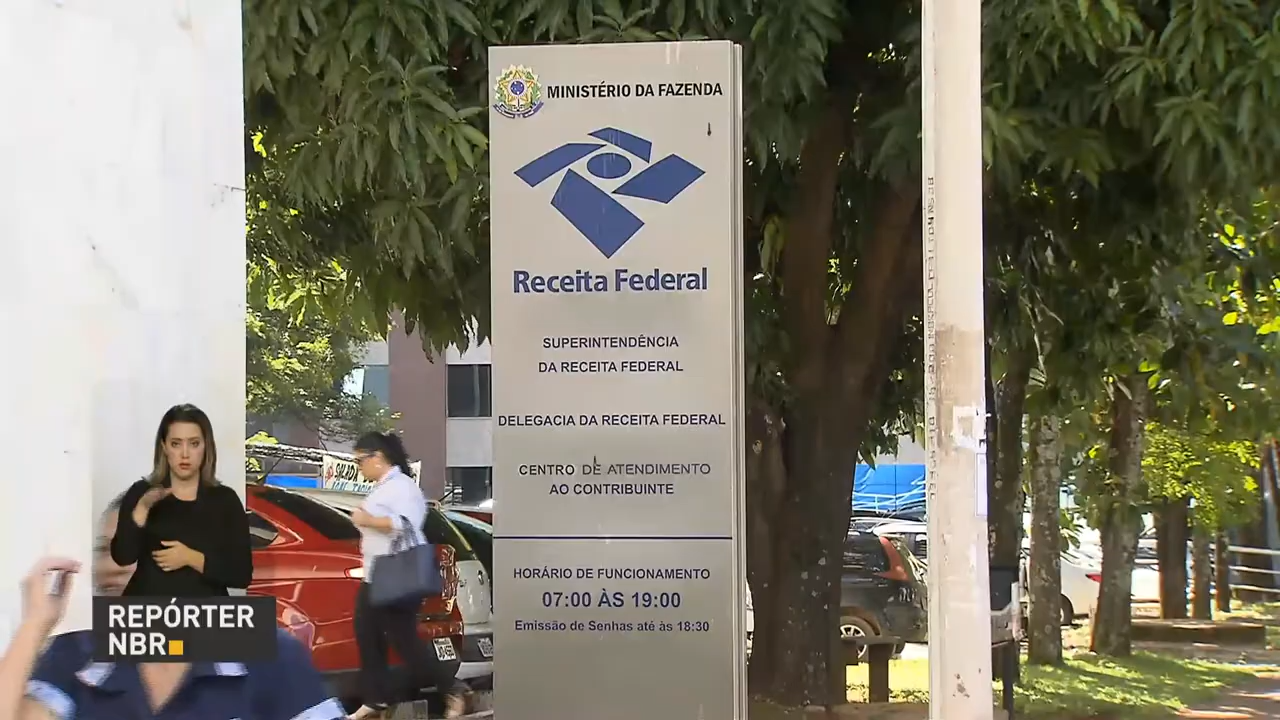 MINISTÉRIO DA FAZENDA
Receita Federal
SUPERINTENDÊNCIA
DA RECEITA FEDERAL
DELEGACIA DA RECEITA FEDERAL
CENTRO DE ATENDIMENTO
AO CONTRIBUINTE
HORÁRIO DE FUNCIONAMENTO
07:00 ÀS 19:00
Emissão de Senhas até às 18:30
REPÓRTER
NBR